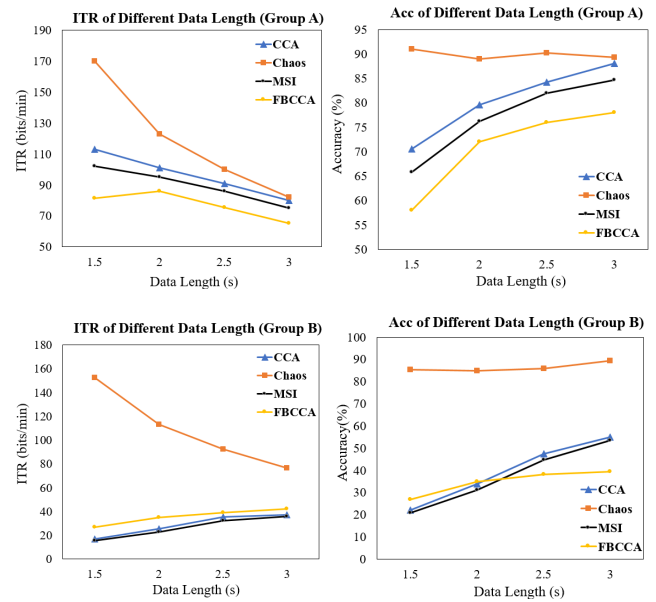 ITR of Different Data Length (Group A)
190
170
150
130
110
90
70
50
ITR (bits/min)
1.5 2 2.5 3
Data Length (s)
CCA
Chaos
MSI
FBCCA
Acc of Different Data Length (Group A)
95
90
85
80
75
70
65
60
55
50
Accuracy (%)
1.5 2 2.5 3
Data Length (s)
CCA
Chaos
MSI
FBCCA
ITR of Different Data Length (Group B)
180
160
140
120
100
80
60
40
20
0
ITR (bits/min)
1.5 2 2.5 3
Data Length (s)
CCA
Chaos
MSI
FBCCA
Acc of Different Data Length (Group B)
100
90
80
70
60
50
40
30
20
10
0
Accuracy(%)
1.5 2 2.5 3
Data Length (s)
CCA
Chaos
MSI
FBCCA